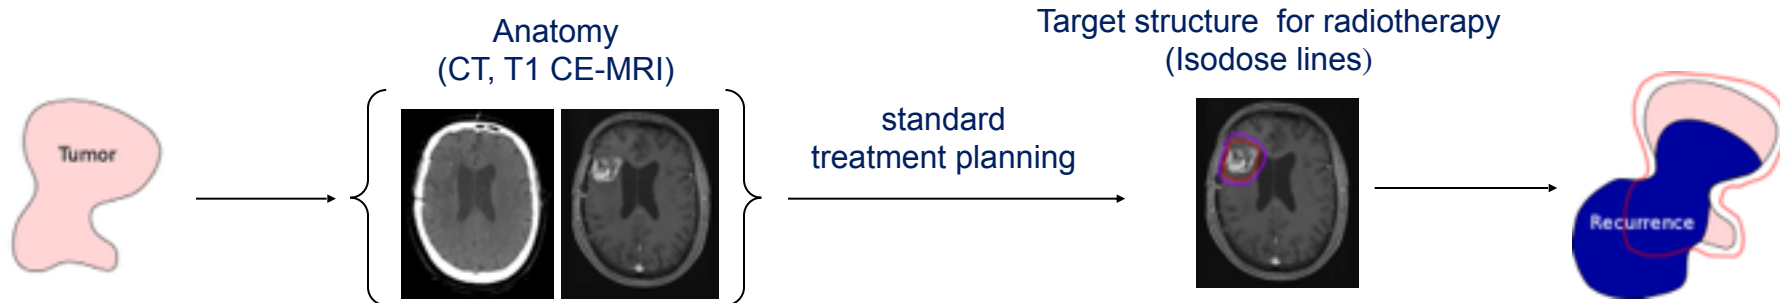 Tumor
Anatomy
(CT, T1 CE-MRI)
standard
treatment planning
Target structure for radiotherapy
(Isodose lines)
Recurrence